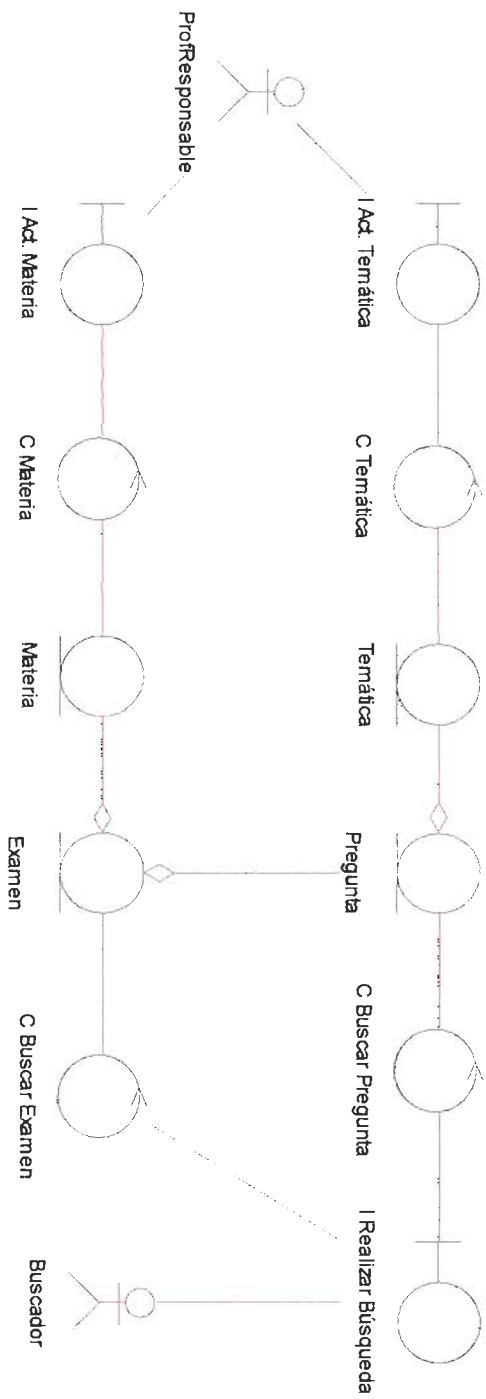 I Act. Temática
C Temática
Temática
Pregunta
C Buscar Pregunta
I Realizar Búsqueda
ProfResponsable
I Act. Materia
C Materia
Materia
Examen
C Buscar Examen
Buscador